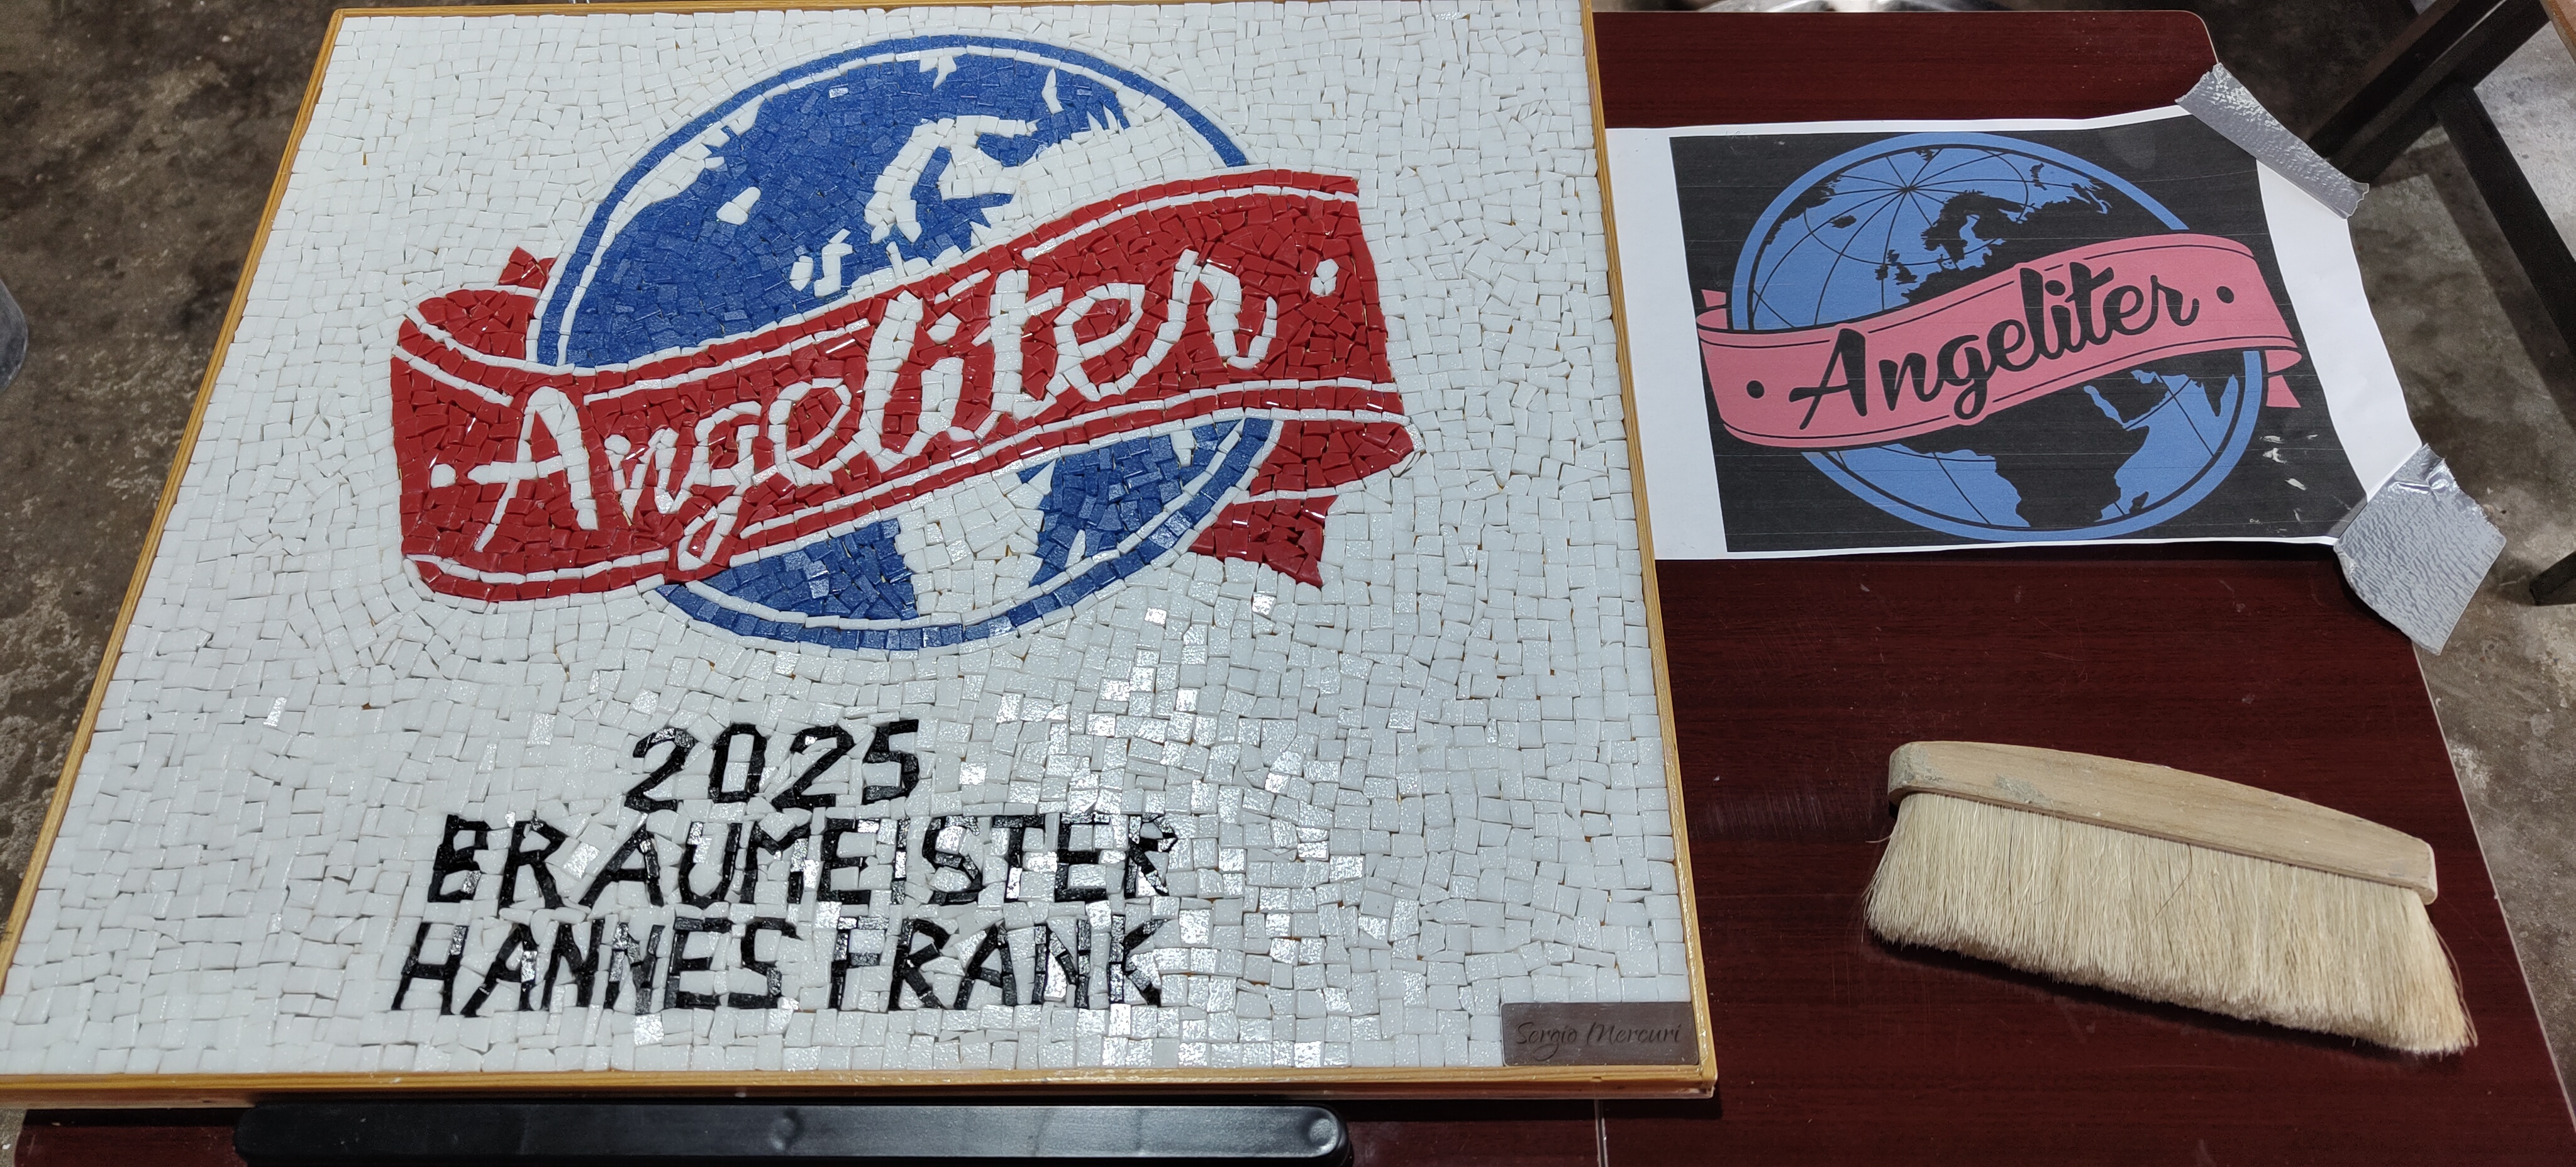 Angeliter
2025
BRAUMEISTER
HANNES FRANK
Sergio Mercuri
Angeliter